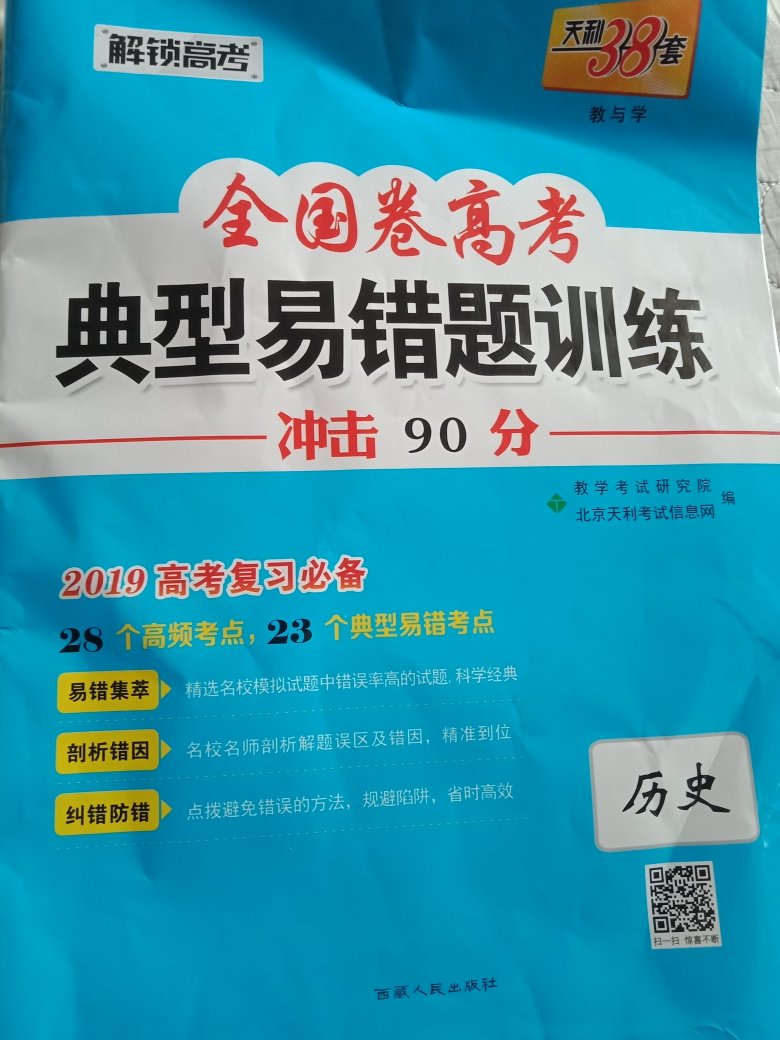 解锁高考
天利38套
教与学
全国卷高考
典型易错题训练
冲击 90 分
教学考试研究院
北京天利考试信息网
编
2019高考复习必备
28 个高频考点，23 个典型易错考点
易错集萃 精选名校模拟试题中错误率高的试题,科学经典
剖析错因 名校名师剖析解题误区及错因，精准到位
纠错防错 点拨避免错误的方法，规避陷阱，省时高效
历史
扫一扫 惊喜不断
西藏人民出版社